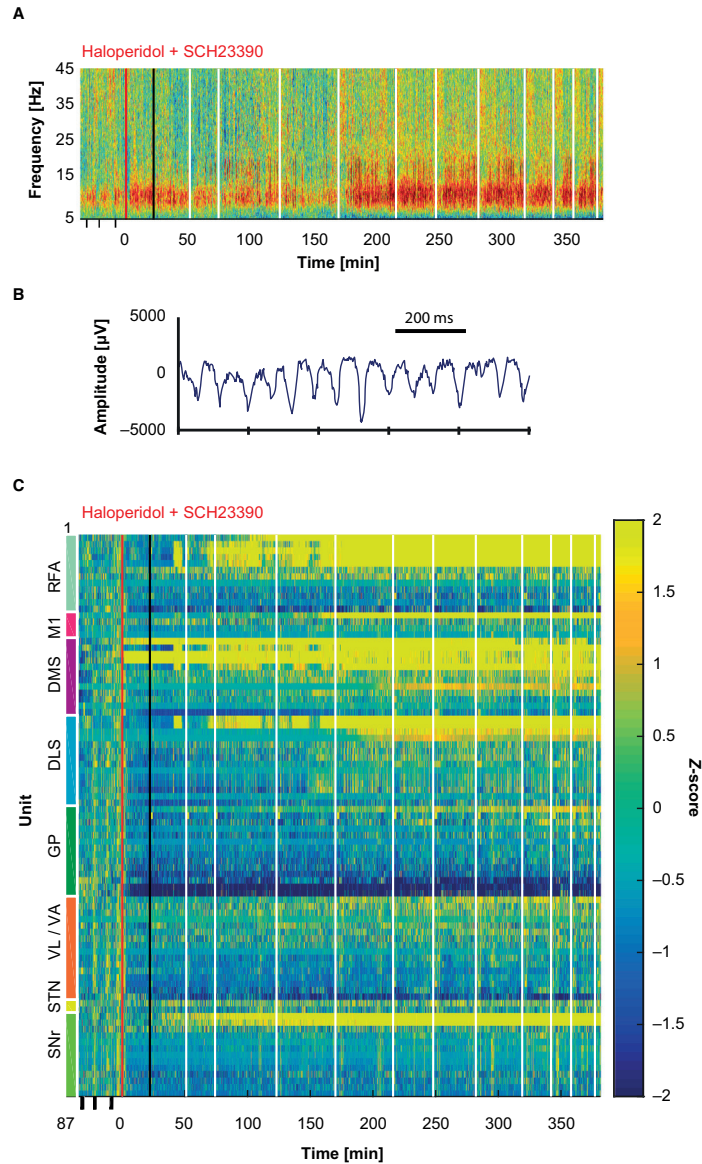 A
Haloperidol + SCH23390
Frequency [Hz]
45
35
25
15
5
0 50 100 150 200 250 300 350
Time [min]
B
Amplitude [µV]
5000
0
−5000
200 ms
C
Haloperidol + SCH23390
Unit
1
RFA
M1
DMS
DLS
GP
VL / VA
STN
SNr
87
0 50 100 150 200 250 300 350
Time [min]
2
1.5
1
0.5
0
−0.5
−1
−1.5
−2
Z-score